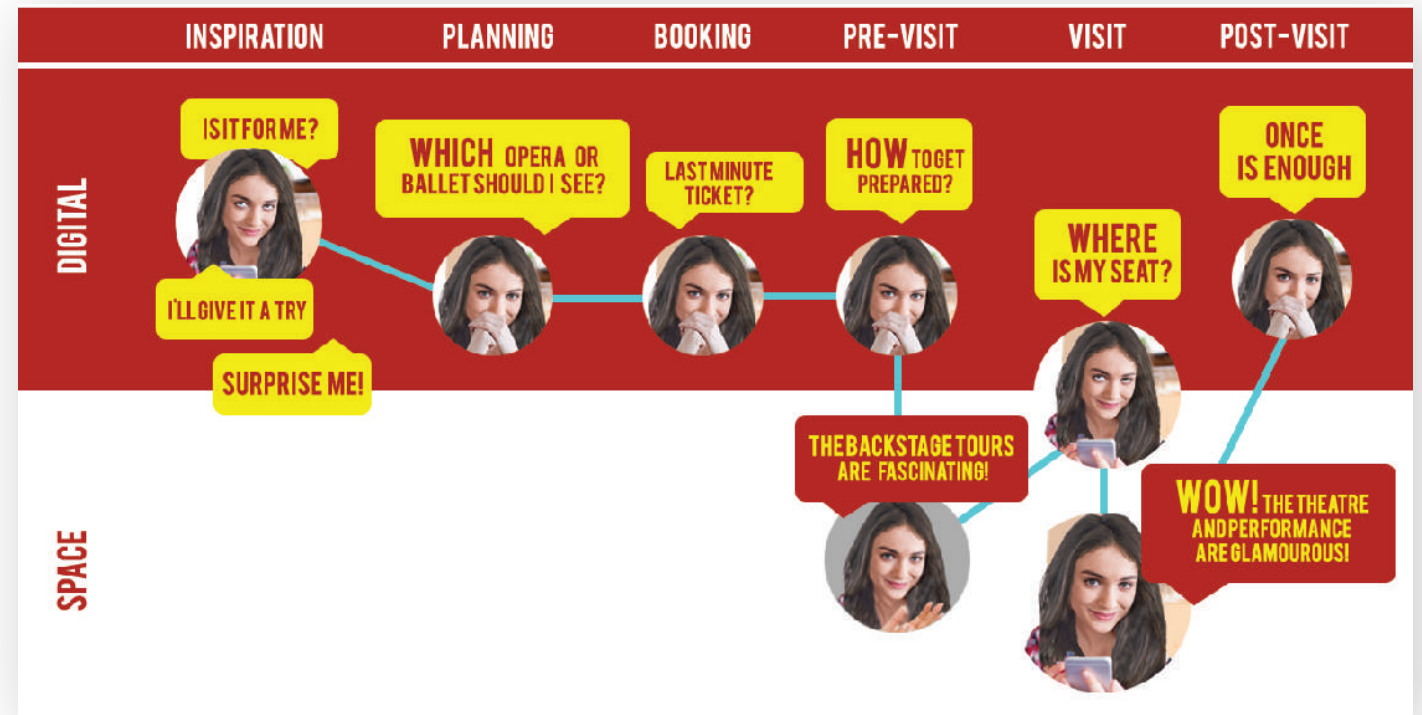 INSPIRATION PLANNING BOOKING PRE-VISIT VISIT POST-VISIT
DIGITAL
IS IT FOR ME?
I'LL GIVE IT A TRY
SURPRISE ME!
WHICH OPERA OR
BALLET SHOULD I SEE?
LAST MINUTE
TICKET?
HOW TO GET
PREPARED?
WHERE
IS MY SEAT?
ONCE
IS ENOUGH
SPACE
THE BACKSTAGE TOURS
ARE FASCINATING!
WOW! THE THEATRE
AND PERFORMANCE
ARE GLAMOUROUS!